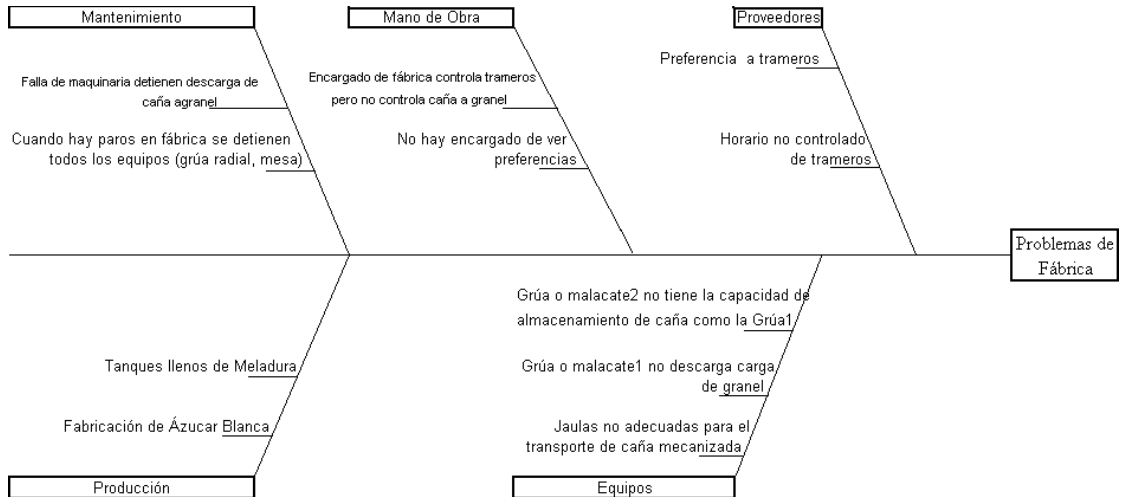 Mantenimiento
Mano de Obra
Proveedores
Falla de maquinaria detienen descarga de
caña agranel
Cuando hay paros en fábrica se detienen
todos los equipos (grúa radial, mesa)
Encargado de fábrica controla trameros
pero no controla caña a granel
No hay encargado de ver
preferencias
Preferencia a trameros
Horario no controlado
de trameros
Problemas de
Fábrica
Tanques llenos de Meladura
Fabricación de Ázucar Blanca
Grúa o malacate2 no tiene la capacidad de
almacenamiento de caña como la Grúa1
Grúa o malacate1 no descarga carga
de granel
Jaulas no adecuadas para el
transporte de caña mecanizada
Producción
Equipos